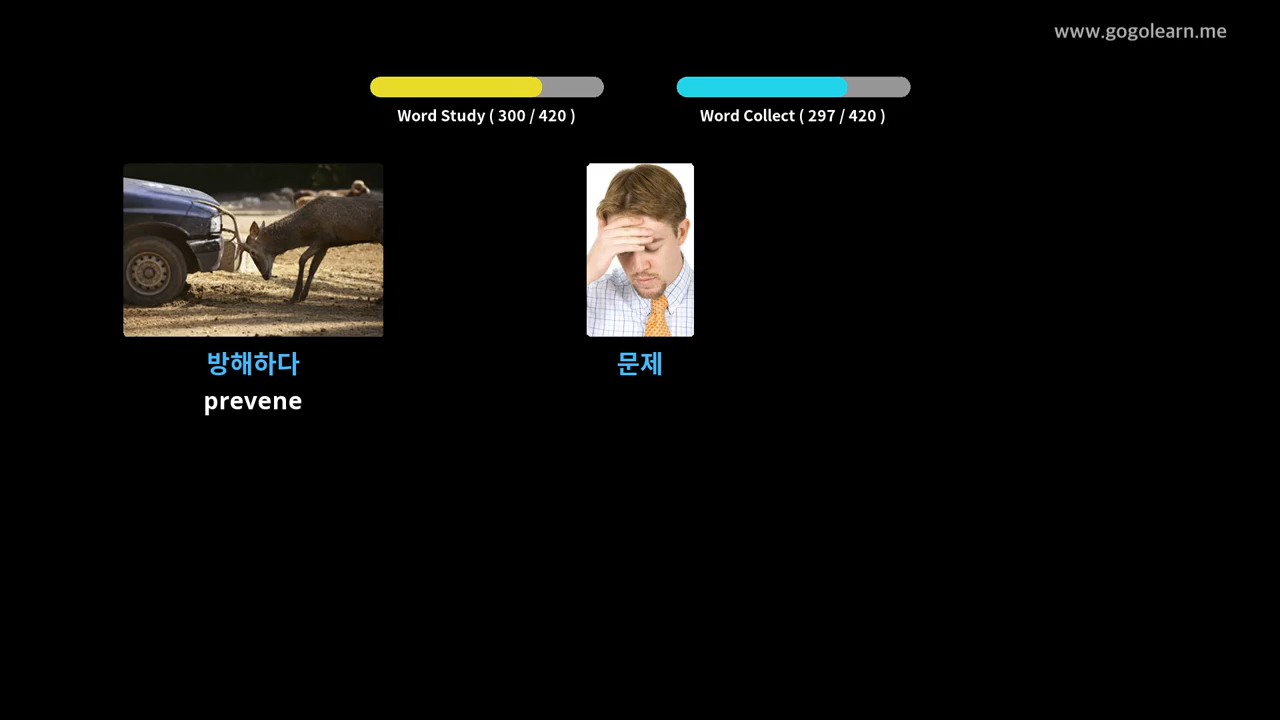 www.gogolearn.me
Word Study ( 300 / 420 )
Word Collect ( 297 / 420 )
방해하다
prevene
문제